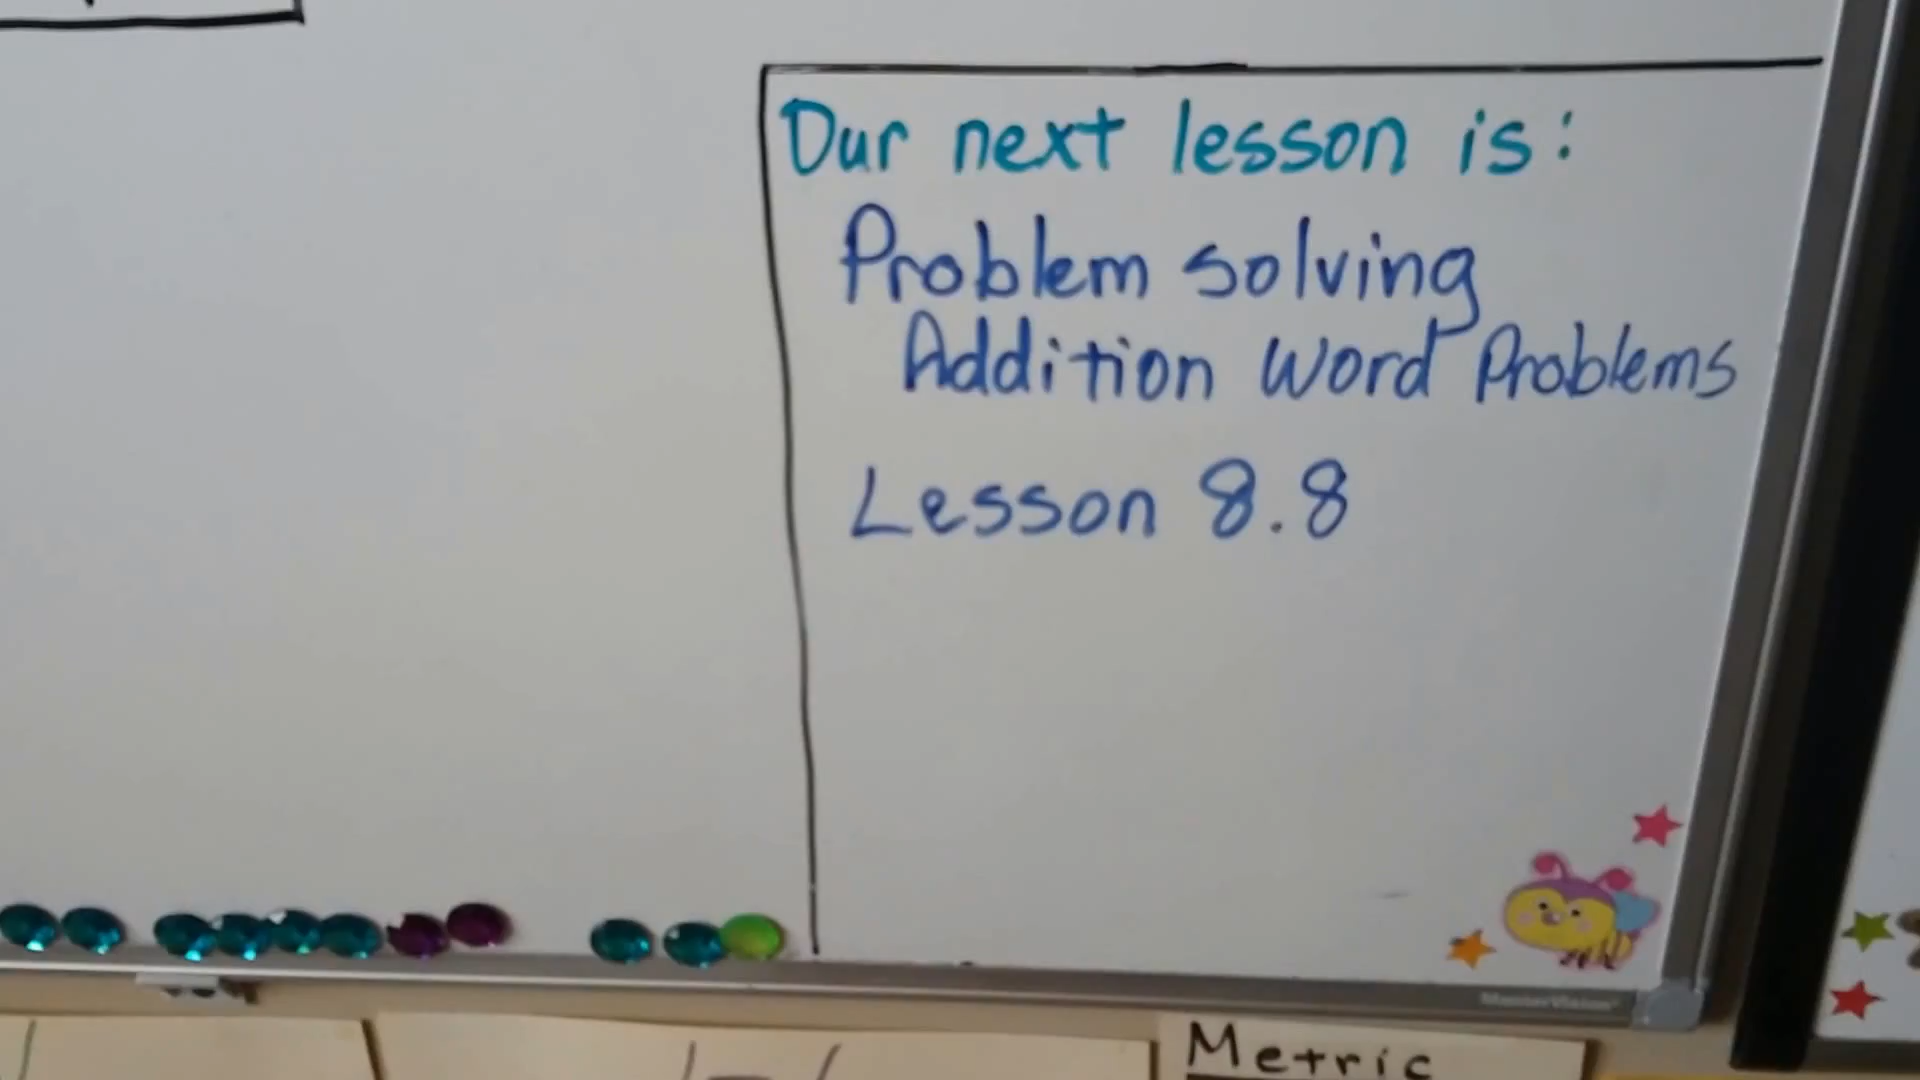 Our next lesson is:
Problem solving
Addition Word Problems
Lesson 8.8
Metric